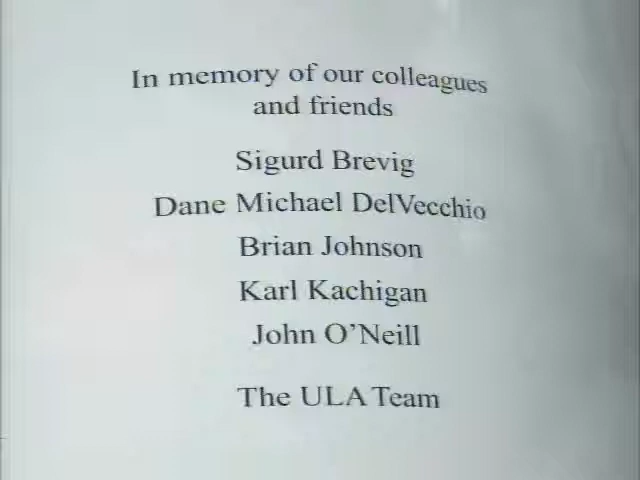 In memory of our colleagues
and friends
Sigurd Brevig
Dane Michael DelVecchio
Brian Johnson
Karl Kachigan
John O'Neill
The ULA Team